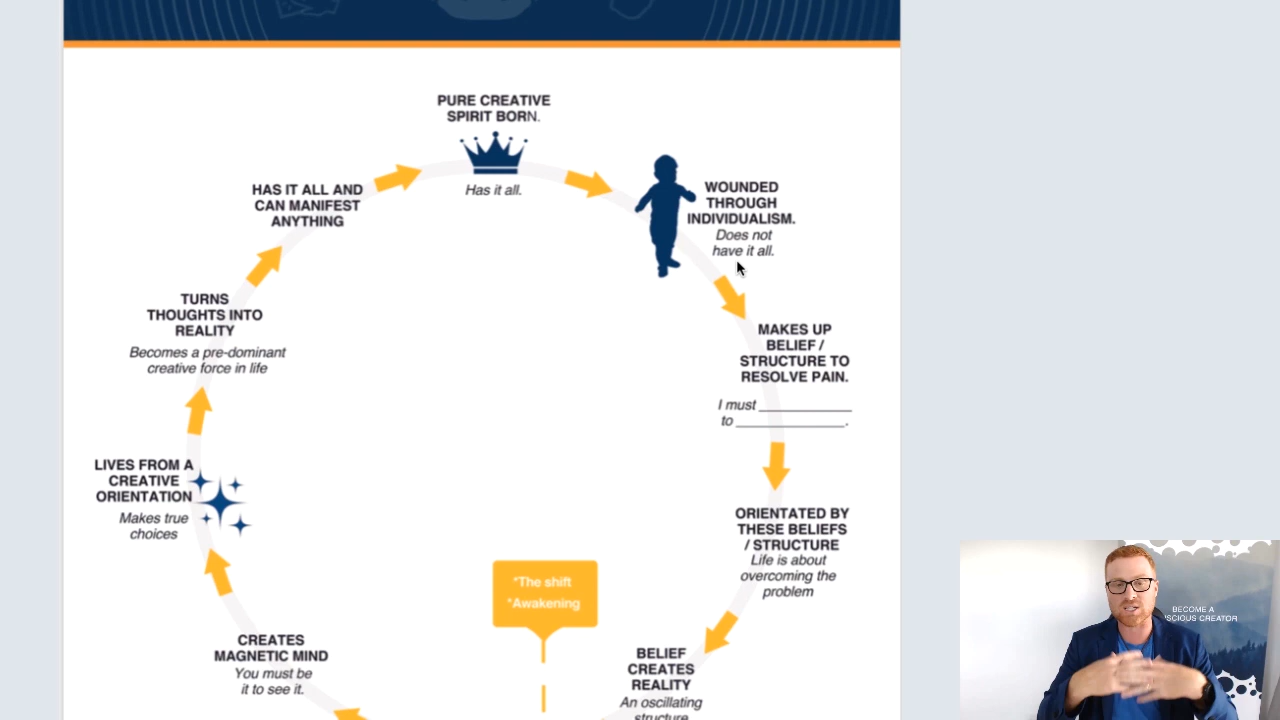 PURE CREATIVE
SPIRIT BORN.
Has it all.
WOUNDED
THROUGH
INDIVIDUALISM.
Does not
have it all.
MAKES UP
BELIEF /
STRUCTURE TO
RESOLVE PAIN.
I must ____________
to ______________.
ORIENTATED BY
THESE BELIEFS
/ STRUCTURE
Life is about
overcoming the
problem
BELIEF
CREATES
REALITY
An oscillating
structure
*The shift
*Awakening
CREATES
MAGNETIC MIND
You must be
it to see it.
LIVES FROM A
CREATIVE
ORIENTATION
Makes true
choices
TURNS
THOUGHTS INTO
REALITY
Becomes a pre-dominant
creative force in life
HAS IT ALL AND
CAN MANIFEST
ANYTHING
BECOME A
SCIOUS CREATOR